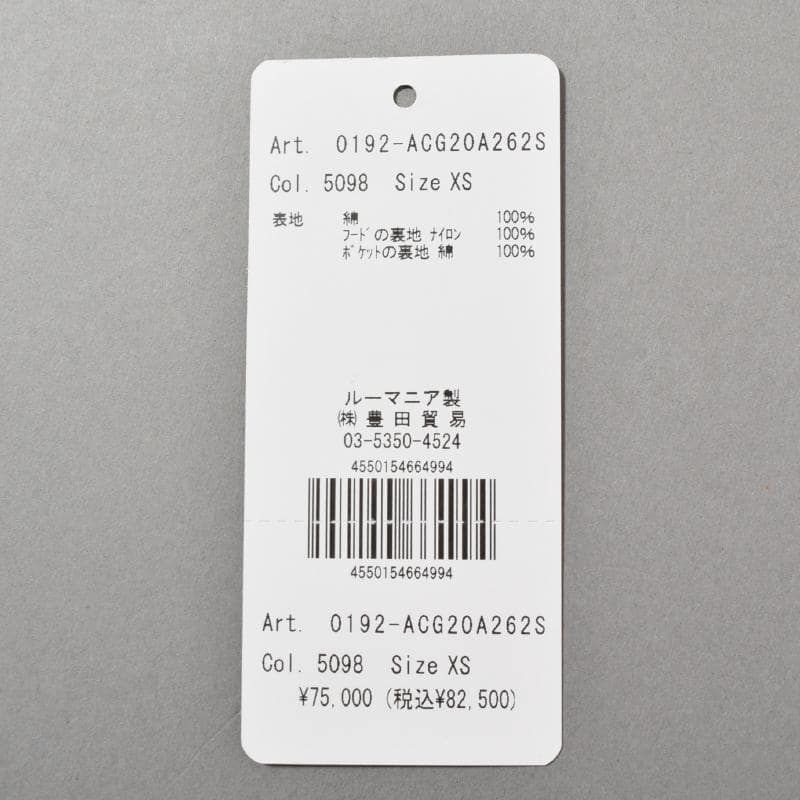 Art. 0192-ACG20A262S
Col. 5098 Size XS
表地 綿 100%
ﾌｰﾄﾞの裏地 ﾅｲﾛﾝ 100%
ﾎﾟｹｯﾄの裏地 綿 100%
ルーマニア製
㈱ 豊田貿易
03-5350-4524
4550154664994
4550154664994
Art. 0192-ACG20A262S
Col. 5098 Size XS
¥75,000 (税込¥82,500)